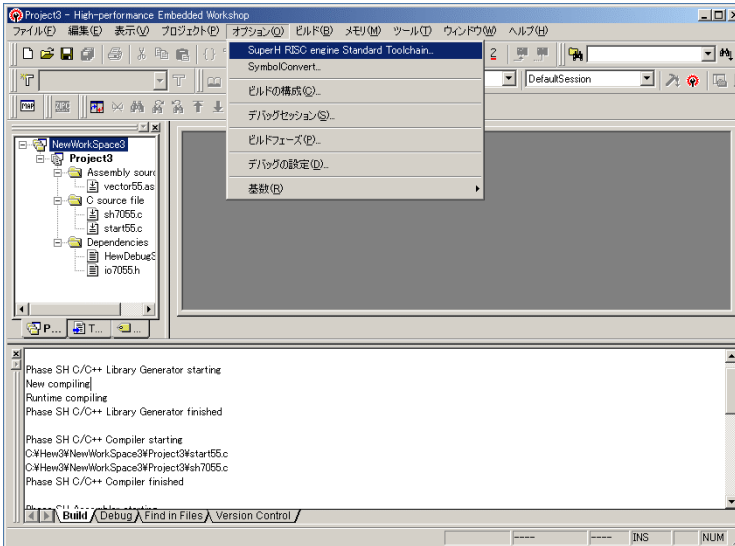 Project3 - High-performance Embedded Workshop
ファイル(F) 編集(E) 表示(V) プロジェクト(P) オプション(O) ビルド(B) メモリ(M) ツール(T) ウィンドウ(W) ヘルプ(H)
SuperH RISC engine Standard Toolchain...
SymbolConvert...
ビルドの構成(C)...
デバッグセッション(S)...
ビルドフェーズ(P)...
デバッグの設定(D)...
基数(R)
DefaultSession
NewWorkSpace3
Project3
Assembly sour
vector55.as
C source file
sh7055.c
start55.c
Dependencies
HewDebugS
io7055.h
P... T...
Phase SH C/C++ Library Generator starting
New compiling
Runtime compiling
Phase SH C/C++ Library Generator finished
Phase SH C/C++ Compiler starting
C:¥Hew3¥NewWorkSpace3¥Project3¥start55.c
C:¥Hew3¥NewWorkSpace3¥Project3¥sh7055.c
Phase SH C/C++ Compiler finished
Phase SH Assembler starting
Build Debug Find in Files Version Control
---- ---- INS NUM